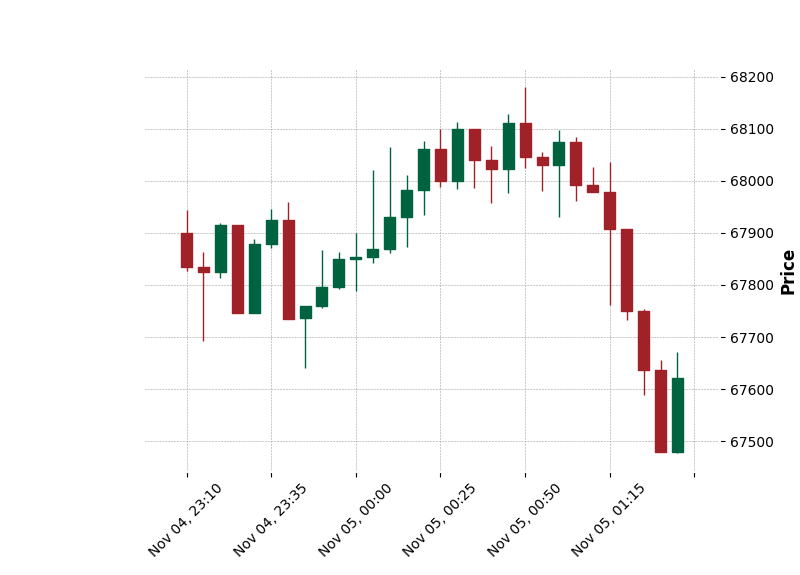 68200
68100
68000
67900
67800
67700
67600
67500
Price
Nov 04, 23:10
Nov 04, 23:35
Nov 05, 00:00
Nov 05, 00:25
Nov 05, 00:50
Nov 05, 01:15